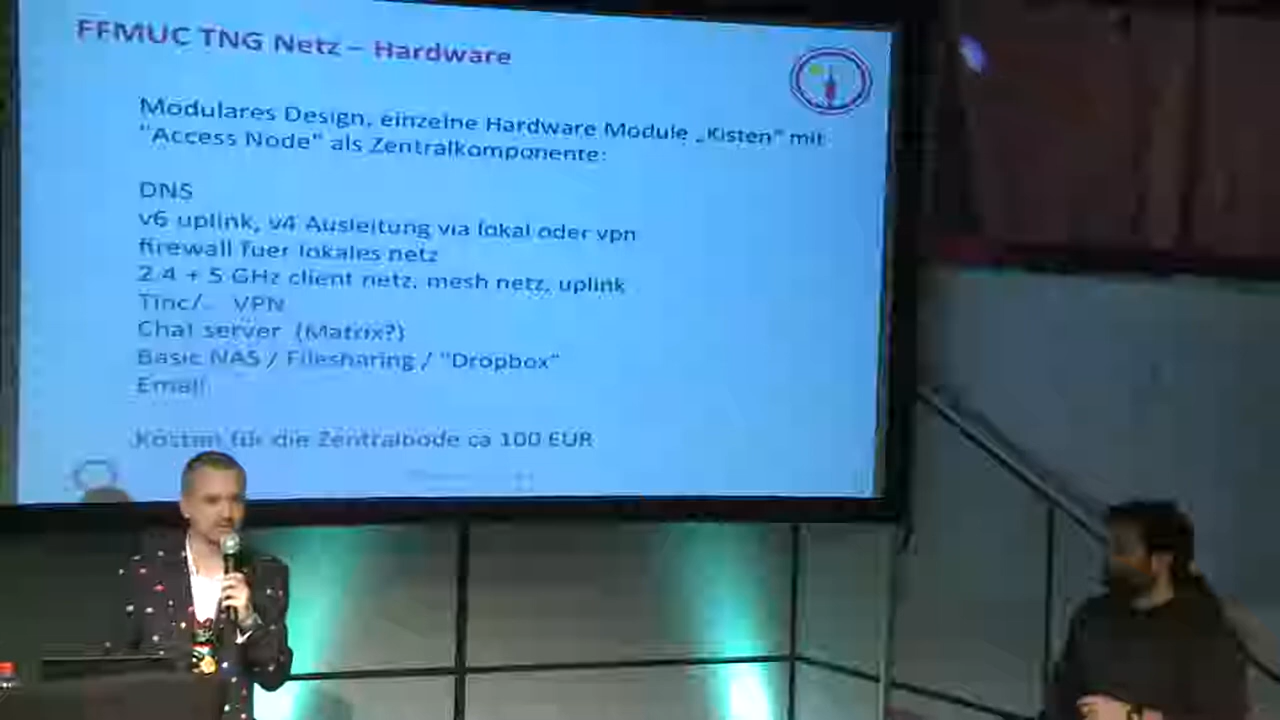 FFMUC TNG Netz – Hardware
Modulares Design, einzelne Hardware Module „Kisten" mit
"Access Node" als Zentralkomponente:
DNS
v6 uplink, v4 Ausleitung via lokal oder vpn
firewall fuer lokales netz
2.4 + 5 GHz client netz, mesh netz, uplink
Tinc/.. VPN
Chat server (Matrix?)
Basic NAS / Filesharing / "Dropbox"
Email
Kosten für die Zentralnode ca 100 EUR